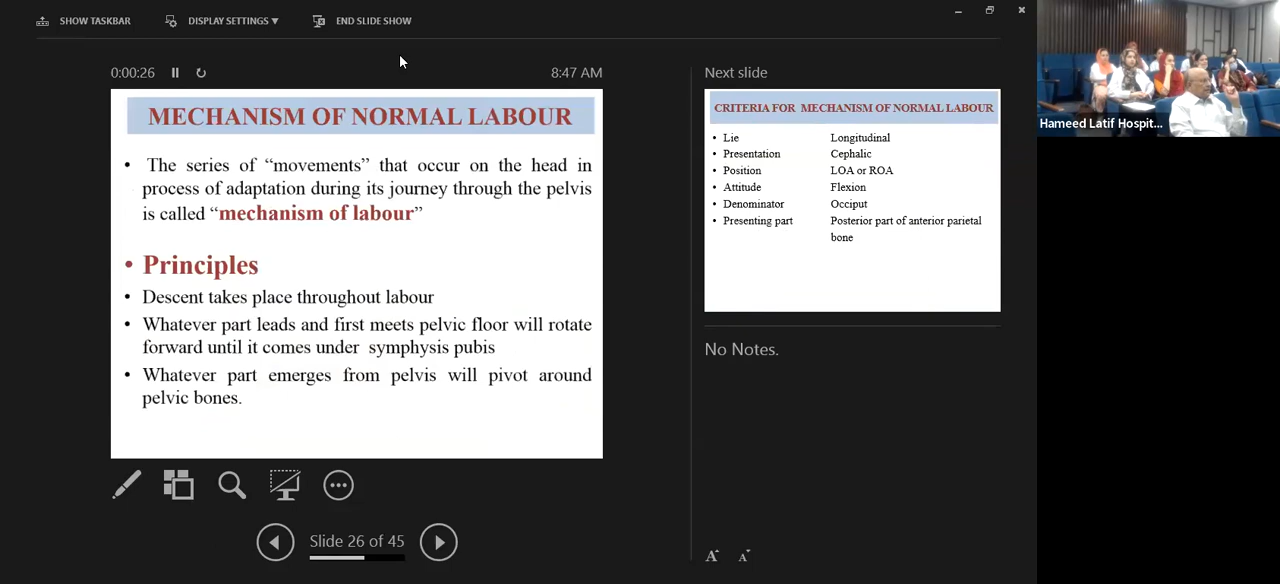 SHOW TASKBAR
DISPLAY SETTINGS ▼
END SLIDE SHOW
0:00:26
8:47 AM
MECHANISM OF NORMAL LABOUR
• The series of “movements” that occur on the head in
process of adaptation during its journey through the pelvis
is called “mechanism of labour”
• Principles
• Descent takes place throughout labour
• Whatever part leads and first meets pelvic floor will rotate
forward until it comes under symphysis pubis
• Whatever part emerges from pelvis will pivot around
pelvic bones.
Slide 26 of 45
Next slide
CRITERIA FOR MECHANISM OF NORMAL LABOUR
• Lie Longitudinal
• Presentation Cephalic
• Position LOA or ROA
• Attitude Flexion
• Denominator Occiput
• Presenting part Posterior part of anterior parietal
bone
No Notes.
A A
Hameed Latif Hospit...